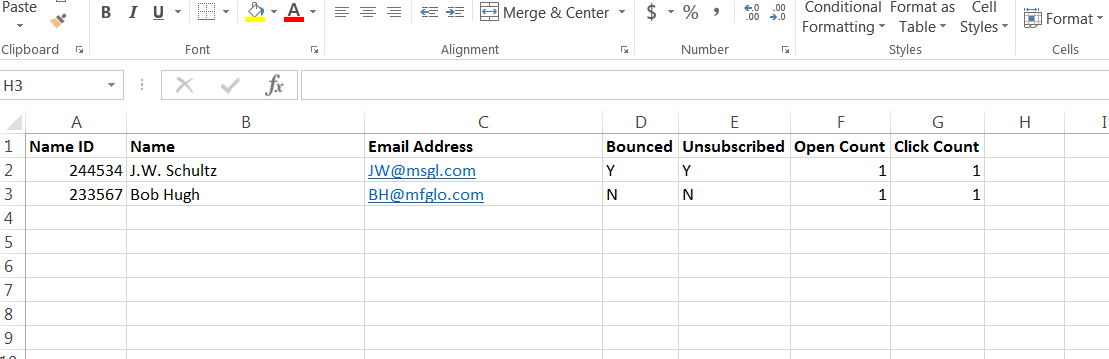 Paste
B I U A
Merge & Center
$ % , .00 .0
Conditional Format as Cell
Formatting Table Styles
Format
Clipboard Font Alignment Number Styles Cells
H3 fx
A B C D E F G H I
1 Name ID Name Email Address Bounced Unsubscribed Open Count Click Count
2 244534 J.W. Schultz JW@msgl.com Y Y 1 1
3 233567 Bob Hugh BH@mfglo.com N N 1 1
4
5
6
7
8
9